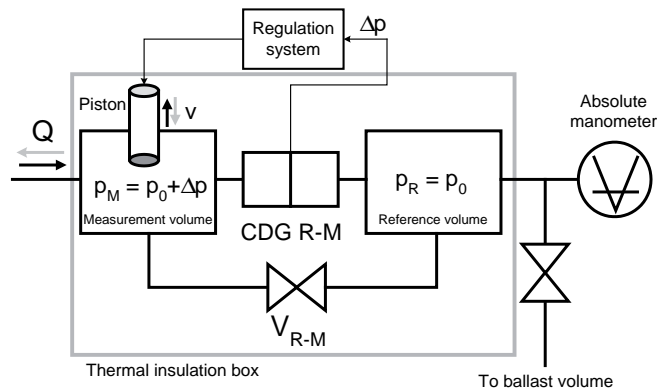 Regulation
system
Δp
Piston
v
Absolute
manometer
Q
p_M = p_0+Δp
Measurement volume
CDG R-M
p_R = p_0
Reference volume
V_R-M
Thermal insulation box
To ballast volume